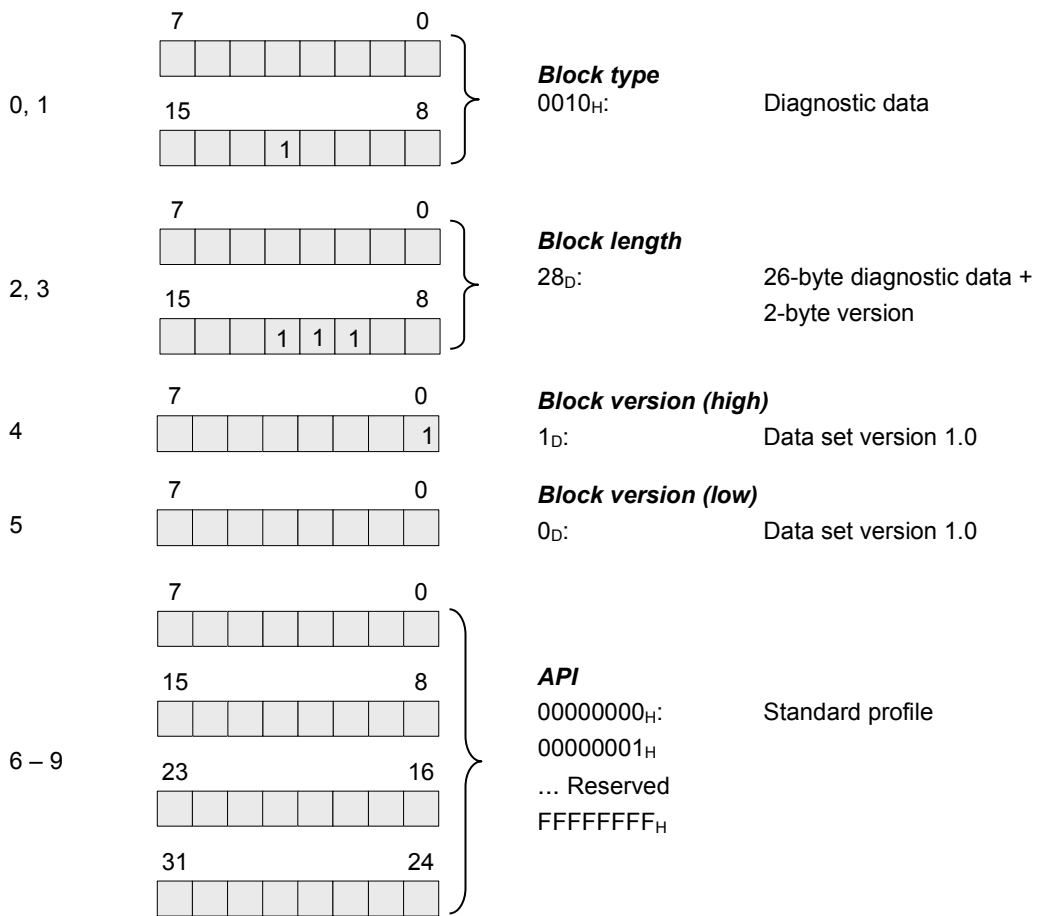 7 0
Block type
0, 1
15 8
0010H: Diagnostic data
1
7 0
Block length
2, 3
28D: 26-byte diagnostic data +
15 8
2-byte version
1 1 1
7 0
Block version (high)
4
1
1D: Data set version 1.0
7 0
Block version (low)
5
0D: Data set version 1.0
7 0
15 8
API
00000000H: Standard profile
00000001H
6 – 9
23 16
... Reserved
FFFFFFFFH
31 24